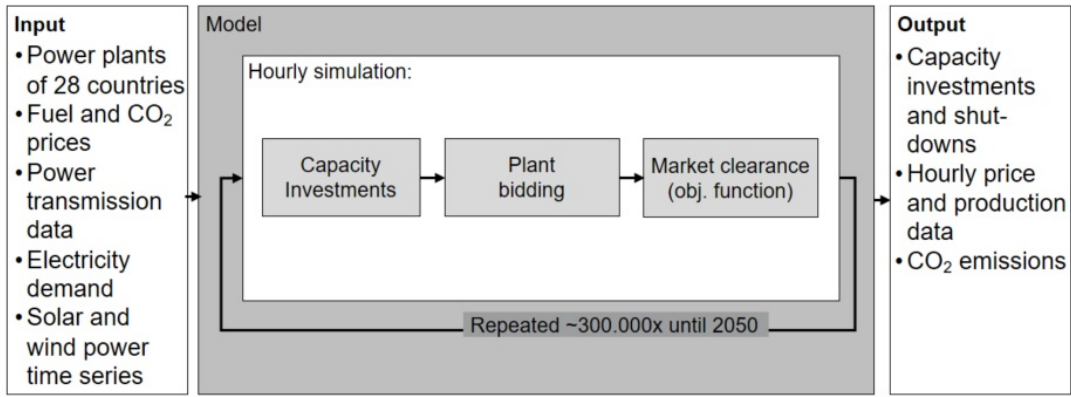 Input
•Power plants
of 28 countries
•Fuel and CO₂
prices
•Power
transmission
data
•Electricity
demand
•Solar and
wind power
time series
Model
Hourly simulation:
Capacity
Investments
Plant
bidding
Market clearance
(obj. function)
Repeated ~300.000x until 2050
Output
•Capacity
investments
and shut-
downs
•Hourly price
and production
data
•CO₂ emissions